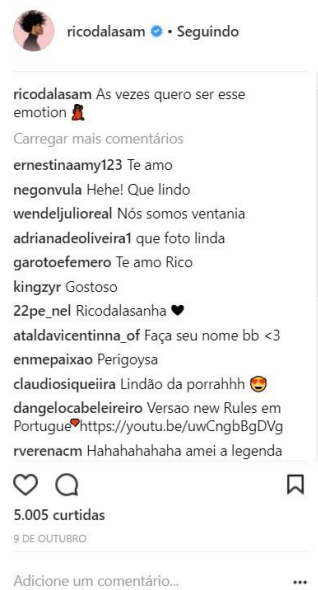 ricodalasam • Seguindo
ricodalasam As vezes quero ser esse
emotion 💃
Carregar mais comentários
ernestinaamy123 Te amo
negonvula Hehe! Que lindo
wendeljulioreal Nós somos ventania
adrianadeoliveira1 que foto linda
garotoefemero Te amo Rico
kingzyr Gostoso
22pe_nel Ricodalasanha ♥
ataldavicentinna_of Faça seu nome bb <3
enmepaixao Perigoysa
claudiosiqueiira Lindão da porrahhh 😍
dangelocabeleireiro Versao new Rules em
Portugue❣https://youtu.be/uwCngbBgDVg
rverenacm Hahahahahaha amei a legenda
5.005 curtidas
9 DE OUTUBRO
Adicione um comentário...